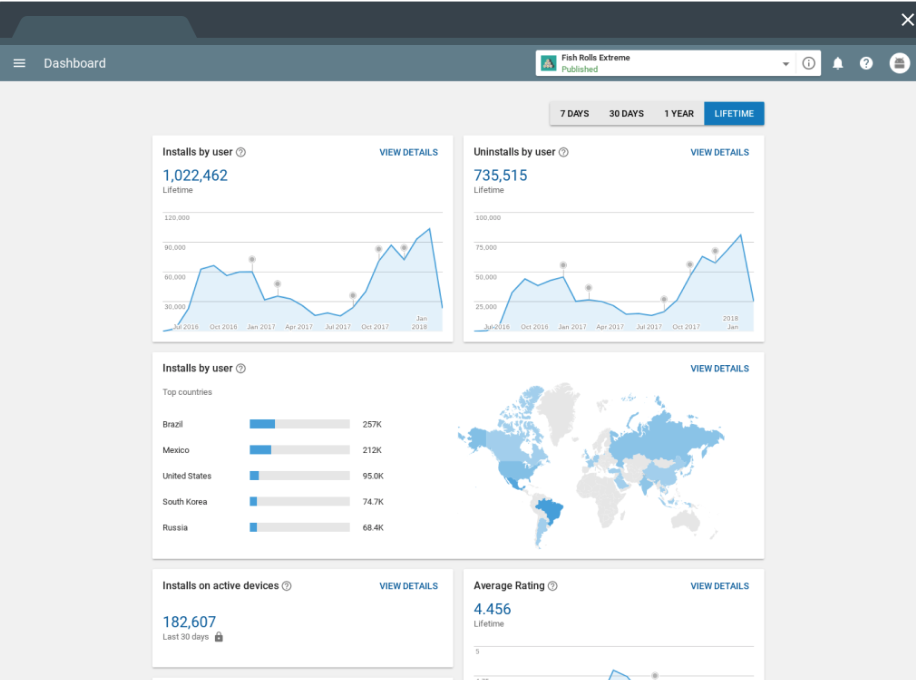 Dashboard
Fish Rolls Extreme
Published
7 DAYS 30 DAYS 1 YEAR LIFETIME
Installs by user
VIEW DETAILS
1,022,462
Lifetime
120,000
90,000
60,000
30,000
Jul 2016 Oct 2016 Jan 2017 Apr 2017 Jul 2017 Oct 2017 Jan 2018
Uninstalls by user
VIEW DETAILS
735,515
Lifetime
100,000
75,000
50,000
25,000
Jul 2016 Oct 2016 Jan 2017 Apr 2017 Jul 2017 Oct 2017 2018 Jan
Installs by user
VIEW DETAILS
Top countries
Brazil 257K
Mexico 212K
United States 95.0K
South Korea 74.7K
Russia 68.4K
Installs on active devices
VIEW DETAILS
182,607
Last 30 days
Average Rating
VIEW DETAILS
4.456
Lifetime
5